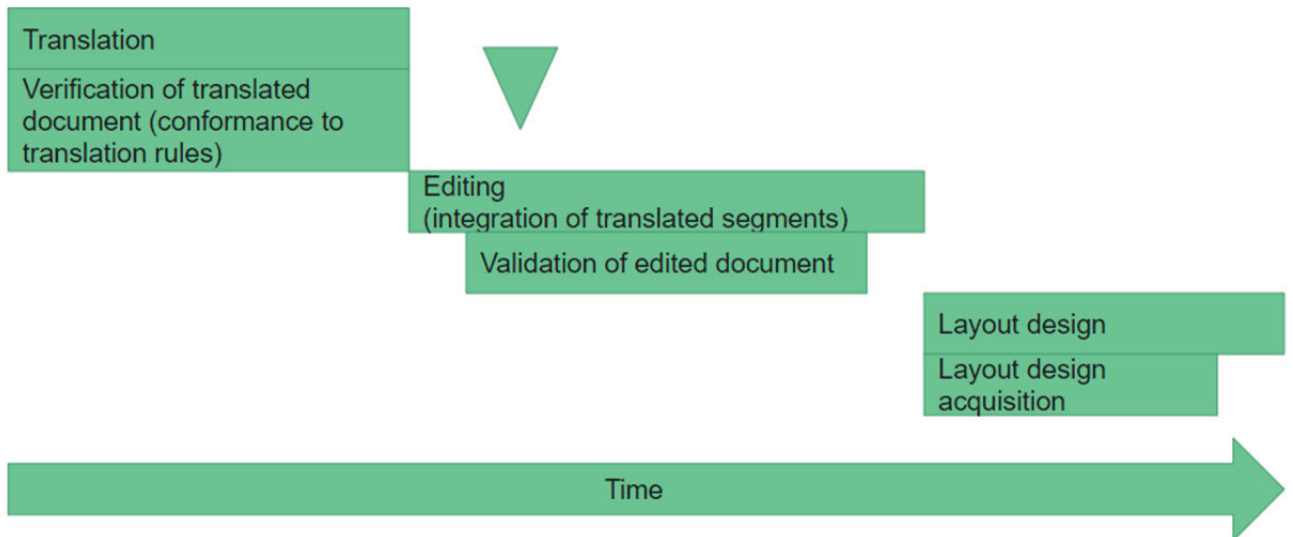 Translation
Verification of translated
document (conformance to
translation rules)
Editing
(integration of translated segments)
Validation of edited document
Layout design
Layout design
acquisition
Time